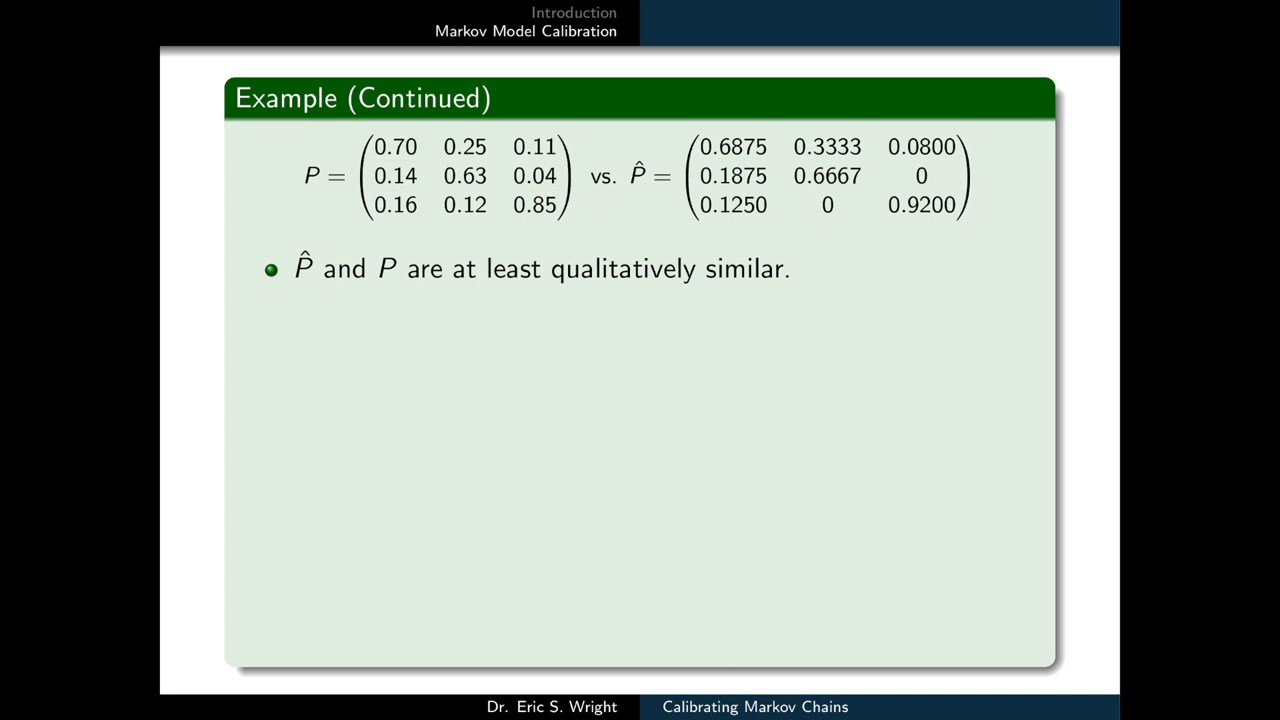 Introduction
Markov Model Calibration
Example (Continued)
P = (0.70 0.25 0.11
0.14 0.63 0.04
0.16 0.12 0.85) vs. P̂ = (0.6875 0.3333 0.0800
0.1875 0.6667 0
0.1250 0 0.9200)
P̂ and P are at least qualitatively similar.
Dr. Eric S. Wright
Calibrating Markov Chains